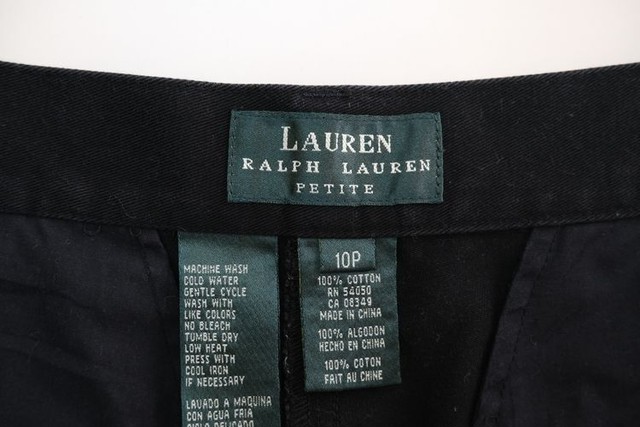 LAUREN
RALPH LAUREN
PETITE
MACHINE WASH
COLD WATER
GENTLE CYCLE
WASH WITH
LIKE COLORS
NO BLEACH
TUMBLE DRY
LOW HEAT
PRESS WITH
COOL IRON
IF NECESSARY
LAVADO A MAQUINA
CON AGUA FRIA
10P
100% COTTON
RN 54050
CA 08349
MADE IN CHINA
100% ALGODON
HECHO EN CHINA
100% COTON
FAIT AU CHINE